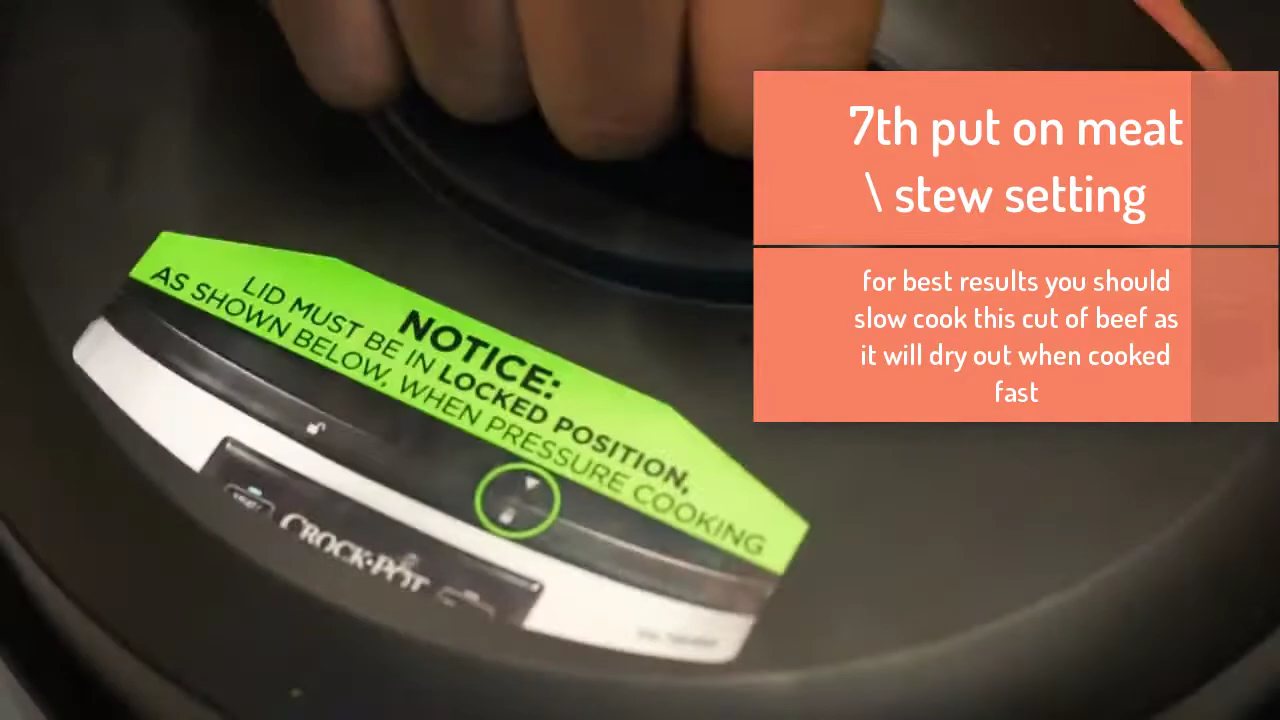 7th put on meat
\ stew setting
for best results you should
slow cook this cut of beef as
it will dry out when cooked
fast
NOTICE:
LID MUST BE IN LOCKED POSITION,
AS SHOWN BELOW, WHEN PRESSURE COOKING
CROCK·POT